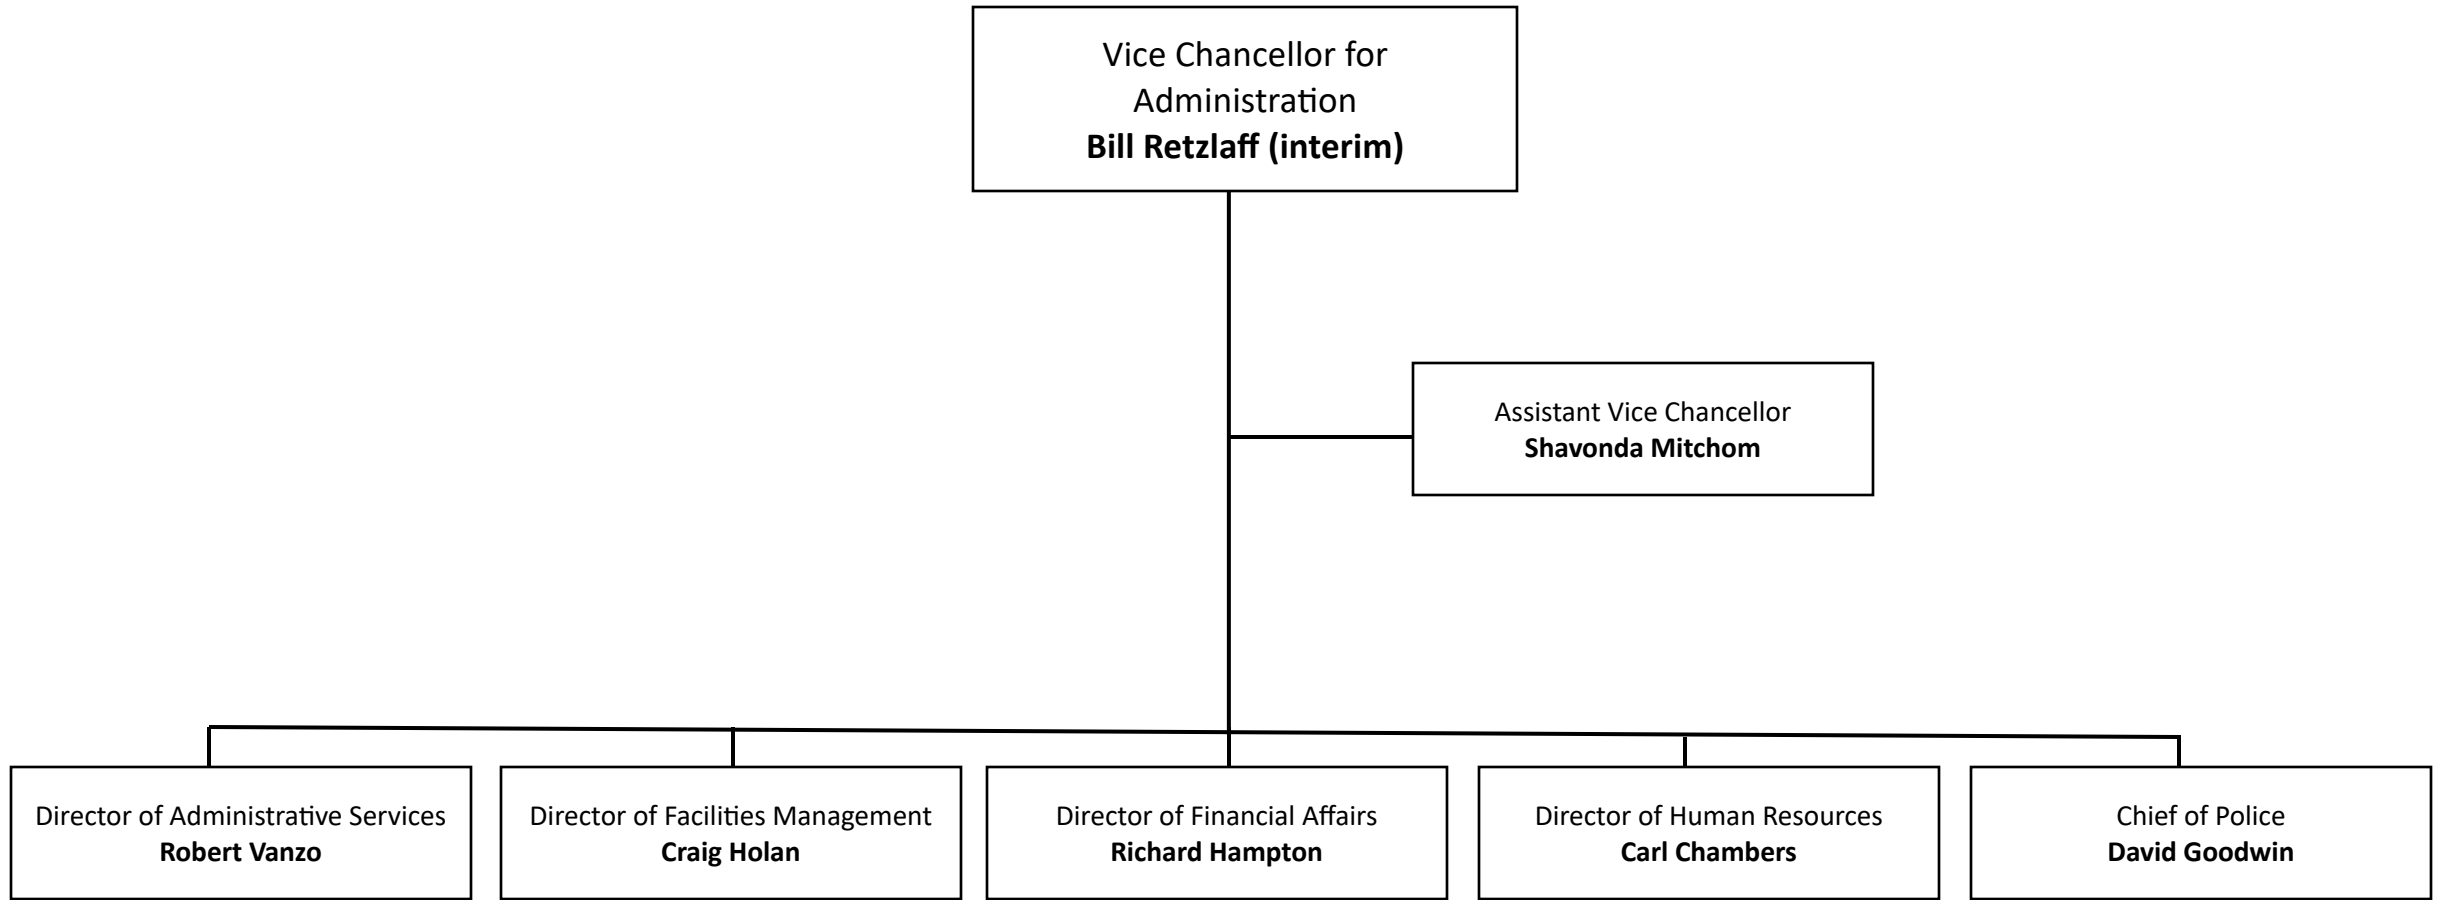 Vice Chancellor for
Administration
Bill Retzlaff (interim)
Assistant Vice Chancellor
Shavonda Mitchom
Director of Administrative Services
Robert Vanzo
Director of Facilities Management
Craig Holan
Director of Financial Affairs
Richard Hampton
Director of Human Resources
Carl Chambers
Chief of Police
David Goodwin